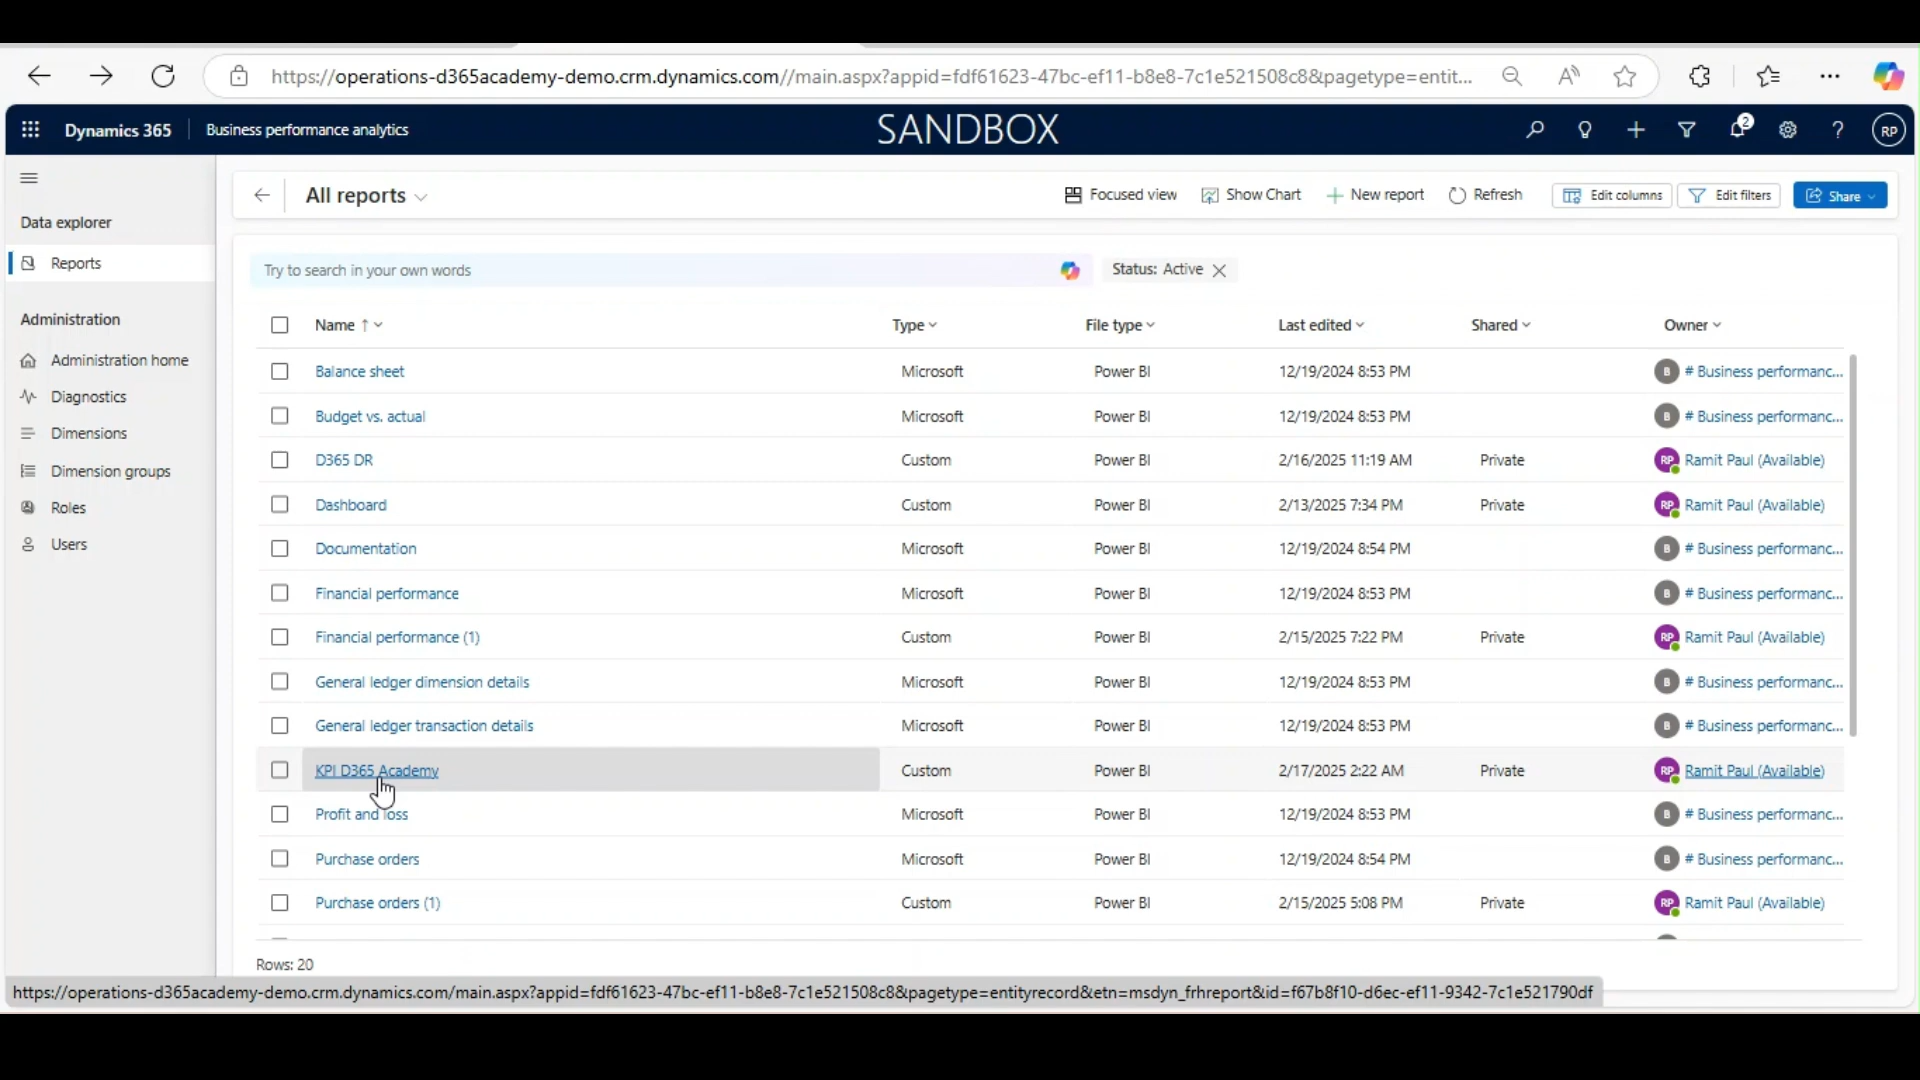 https://operations-d365academy-demo.crm.dynamics.com//main.aspx?appid=fdf61623-47bc-ef11-b8e8-7c1e521508c8&pagetype=entit...
Dynamics 365 Business performance analytics SANDBOX 2 ? RP
All reports Focused view Show Chart New report Refresh Edit columns Edit filters Share
Data explorer
Reports
Administration
Administration home
Diagnostics
Dimensions
Dimension groups
Roles
Users
Try to search in your own words Status: Active
Name Type File type Last edited Shared Owner
Balance sheet Microsoft Power BI 12/19/2024 8:53 PM B # Business performanc...
Budget vs. actual Microsoft Power BI 12/19/2024 8:53 PM B # Business performanc...
D365 DR Custom Power BI 2/16/2025 11:19 AM Private RP Ramit Paul (Available)
Dashboard Custom Power BI 2/13/2025 7:34 PM Private RP Ramit Paul (Available)
Documentation Microsoft Power BI 12/19/2024 8:54 PM B # Business performanc...
Financial performance Microsoft Power BI 12/19/2024 8:53 PM B # Business performanc...
Financial performance (1) Custom Power BI 2/15/2025 7:22 PM Private RP Ramit Paul (Available)
General ledger dimension details Microsoft Power BI 12/19/2024 8:53 PM B # Business performanc...
General ledger transaction details Microsoft Power BI 12/19/2024 8:53 PM B # Business performanc...
KPI D365 Academy Custom Power BI 2/17/2025 2:22 AM Private RP Ramit Paul (Available)
Profit and loss Microsoft Power BI 12/19/2024 8:53 PM B # Business performanc...
Purchase orders Microsoft Power BI 12/19/2024 8:54 PM B # Business performanc...
Purchase orders (1) Custom Power BI 2/15/2025 5:08 PM Private RP Ramit Paul (Available)
Rows: 20
https://operations-d365academy-demo.crm.dynamics.com/main.aspx?appid=fdf61623-47bc-ef11-b8e8-7c1e521508c8&pagetype=entityrecord&etn=msdyn_frhreport&id=f67b8f10-d6ec-ef11-9342-7c1e521790df